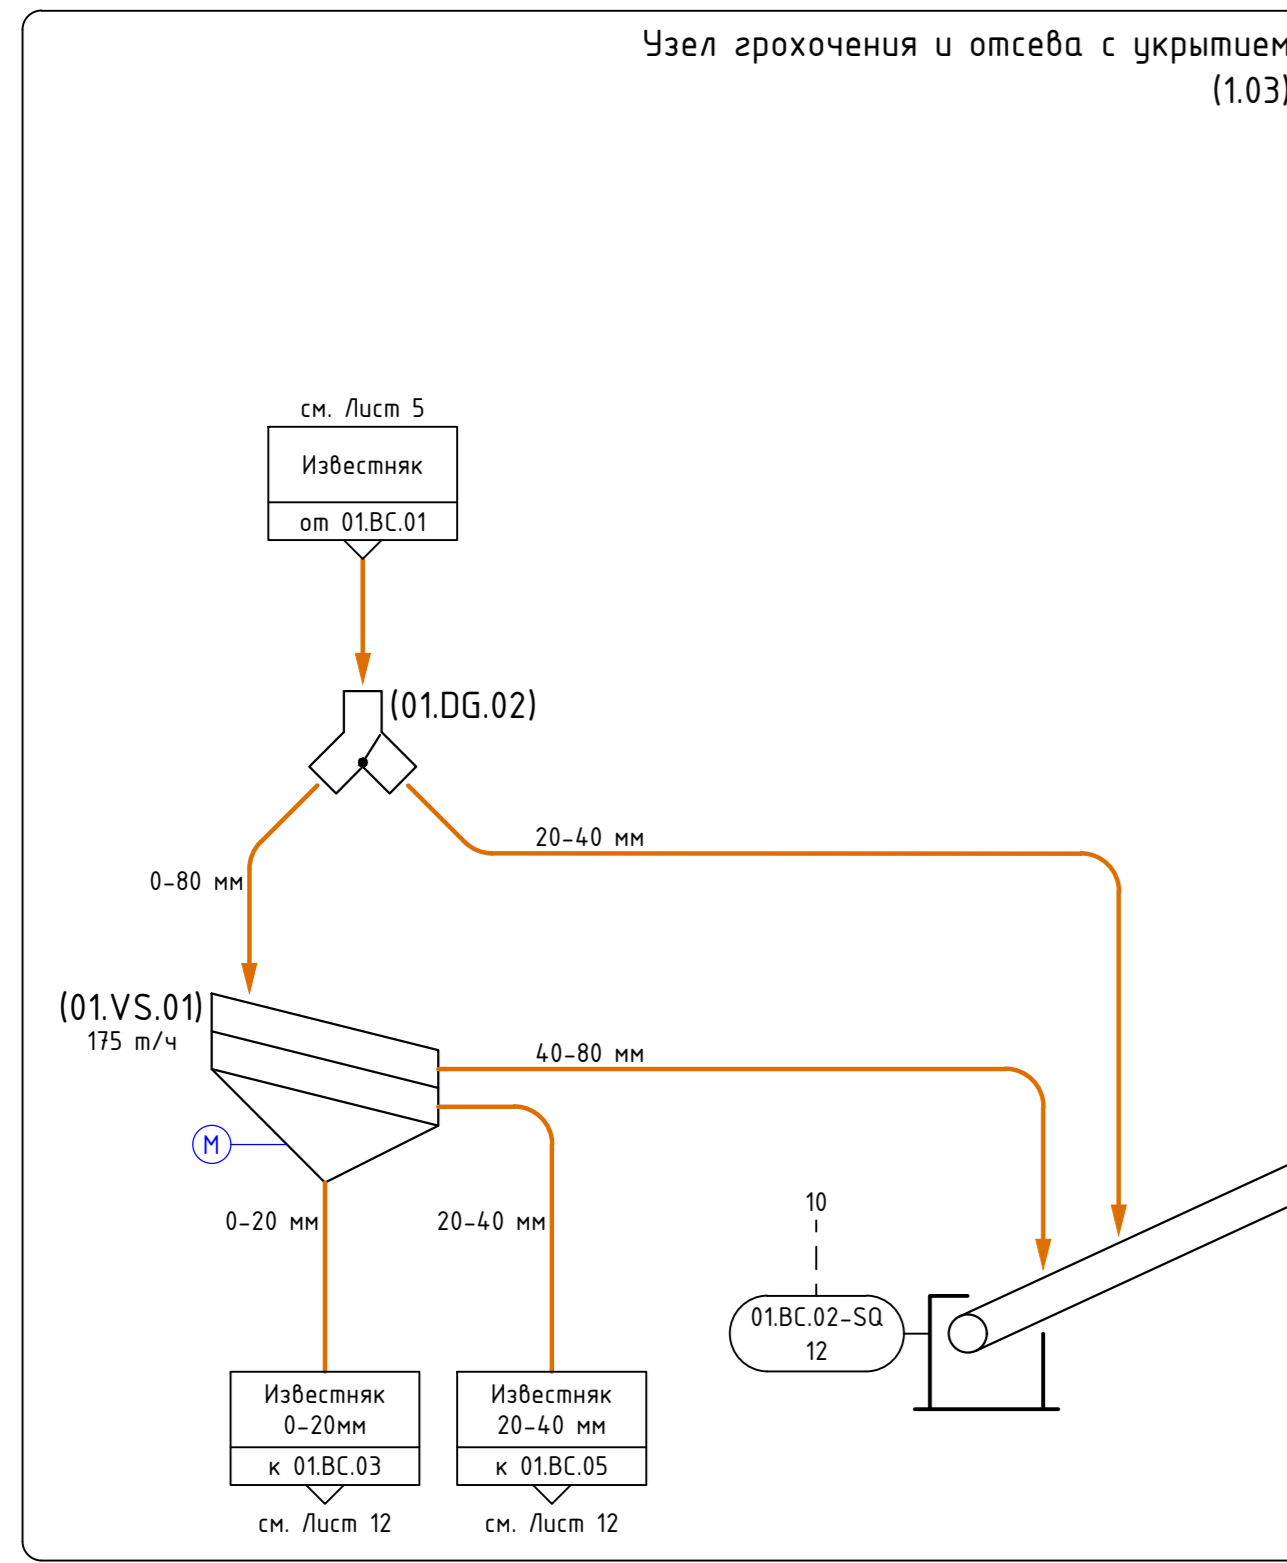 Узел грохочения и отсева с укрытием
(1.03)
см. Лист 5
Известняк
от 01.BC.01
(01.DG.02)
20-40 мм
0-80 мм
(01.VS.01)
175 т/ч
40-80 мм
M
0-20 мм
20-40 мм
10
01.BC.02-SQ
12
Известняк
0-20мм
к 01.BC.03
см. Лист 12
Известняк
20-40 мм
к 01.BC.05
см. Лист 12